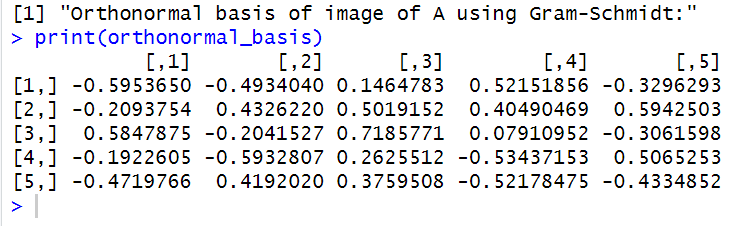 [1] "Orthonormal basis of image of A using Gram-Schmidt:"
> print(orthonormal_basis)
[,1] [,2] [,3] [,4] [,5]
[1,] -0.5953650 -0.4934040 0.1464783 0.52151856 -0.3296293
[2,] -0.2093754 0.4326220 0.5019152 0.40490469 0.5942503
[3,] 0.5847875 -0.2041527 0.7185771 0.07910952 -0.3061598
[4,] -0.1922605 -0.5932807 0.2625512 -0.53437153 0.5065253
[5,] -0.4719766 0.4192020 0.3759508 -0.52178475 -0.4334852
>